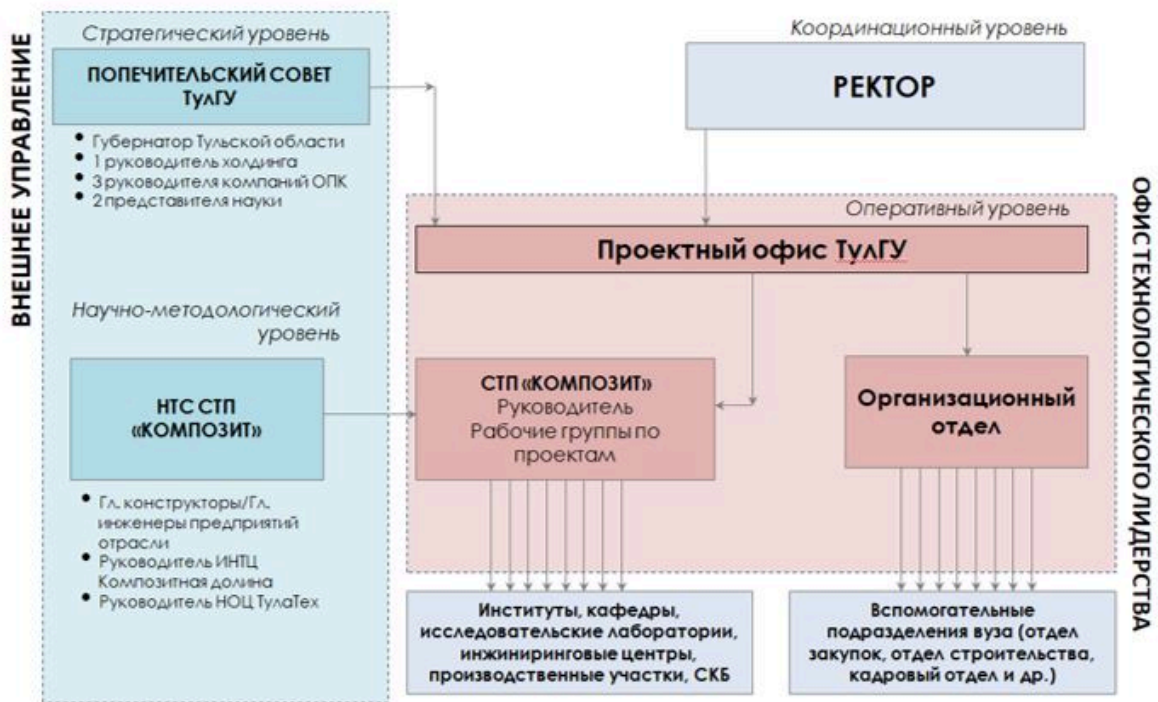 ВНЕШНЕЕ УПРАВЛЕНИЕ
Стратегический уровень
ПОПЕЧИТЕЛЬСКИЙ СОВЕТ
ТулГУ
• Губернатор Тульской области
• 1 руководитель холдинга
• 3 руководителя компаний ОПК
• 2 представителя науки
Научно-методологический
уровень
НТС СТП
«КОМПОЗИТ»
• Гл. конструкторы/Гл.
инженеры предприятий
отрасли
• Руководитель ИНТЦ
Композитная долина
• Руководитель НОЦ ТулаТех
Координационный уровень
РЕКТОР
ОФИС ТЕХНОЛОГИЧЕСКОГО ЛИДЕРСТВА
Оперативный уровень
Проектный офис ТулГУ
СТП «КОМПОЗИТ»
Руководитель
Рабочие группы по
проектам
Организационный
отдел
Институты, кафедры,
исследовательские лаборатории,
инжиниринговые центры,
производственные участки, СКБ
Вспомогательные
подразделения вуза (отдел
закупок, отдел строительства,
кадровый отдел и др.)